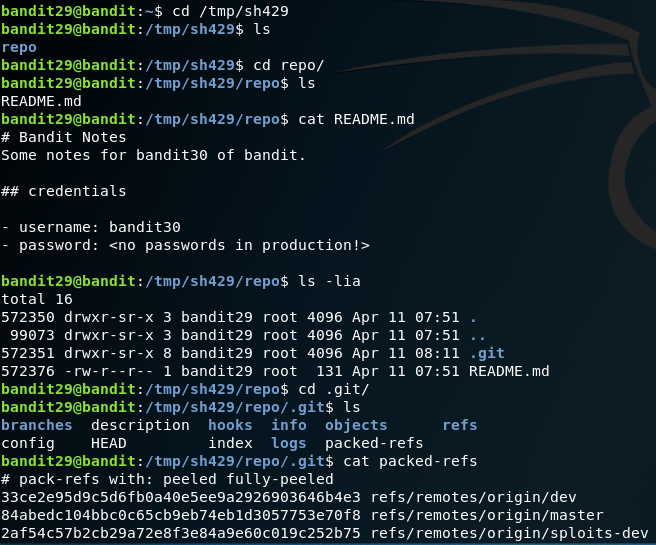 bandit29@bandit:~$ cd /tmp/sh429
bandit29@bandit:/tmp/sh429$ ls
repo
bandit29@bandit:/tmp/sh429$ cd repo/
bandit29@bandit:/tmp/sh429/repo$ ls
README.md
bandit29@bandit:/tmp/sh429/repo$ cat README.md
# Bandit Notes
Some notes for bandit30 of bandit.

## credentials

- username: bandit30
- password: <no passwords in production!>

bandit29@bandit:/tmp/sh429/repo$ ls -lia
total 16
572350 drwxr-sr-x 3 bandit29 root 4096 Apr 11 07:51 .
 99073 drwxr-sr-x 3 bandit29 root 4096 Apr 11 07:51 ..
572351 drwxr-sr-x 8 bandit29 root 4096 Apr 11 08:11 .git
572376 -rw-r--r-- 1 bandit29 root  131 Apr 11 07:51 README.md
bandit29@bandit:/tmp/sh429/repo$ cd .git/
bandit29@bandit:/tmp/sh429/repo/.git$ ls
branches  description  hooks  info  objects      refs
config    HEAD         index  logs  packed-refs
bandit29@bandit:/tmp/sh429/repo/.git$ cat packed-refs
# pack-refs with: peeled fully-peeled
33ce2e95d9c5d6fb0a40e5ee9a2926903646b4e3 refs/remotes/origin/dev
84abedc104bbc0c65cb9eb74eb1d3057753e70f8 refs/remotes/origin/master
2af54c57b2cb29a72e8f3e84a9e60c019c252b75 refs/remotes/origin/sploits-dev